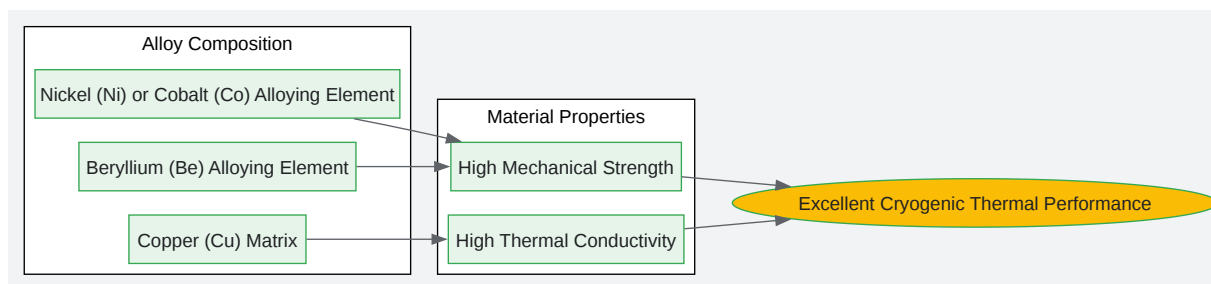 Alloy Composition
Nickel (Ni) or Cobalt (Co) Alloying Element
Beryllium (Be) Alloying Element
Copper (Cu) Matrix
Material Properties
High Mechanical Strength
High Thermal Conductivity
Excellent Cryogenic Thermal Performance